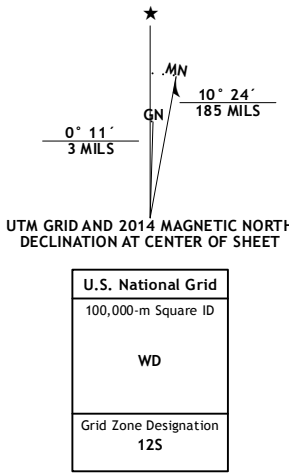 MN
GN
10° 24´
185 MILS
0° 11´
3 MILS
UTM GRID AND 2014 MAGNETIC NORTH
DECLINATION AT CENTER OF SHEET
U.S. National Grid
100,000-m Square ID
WD
Grid Zone Designation
12S